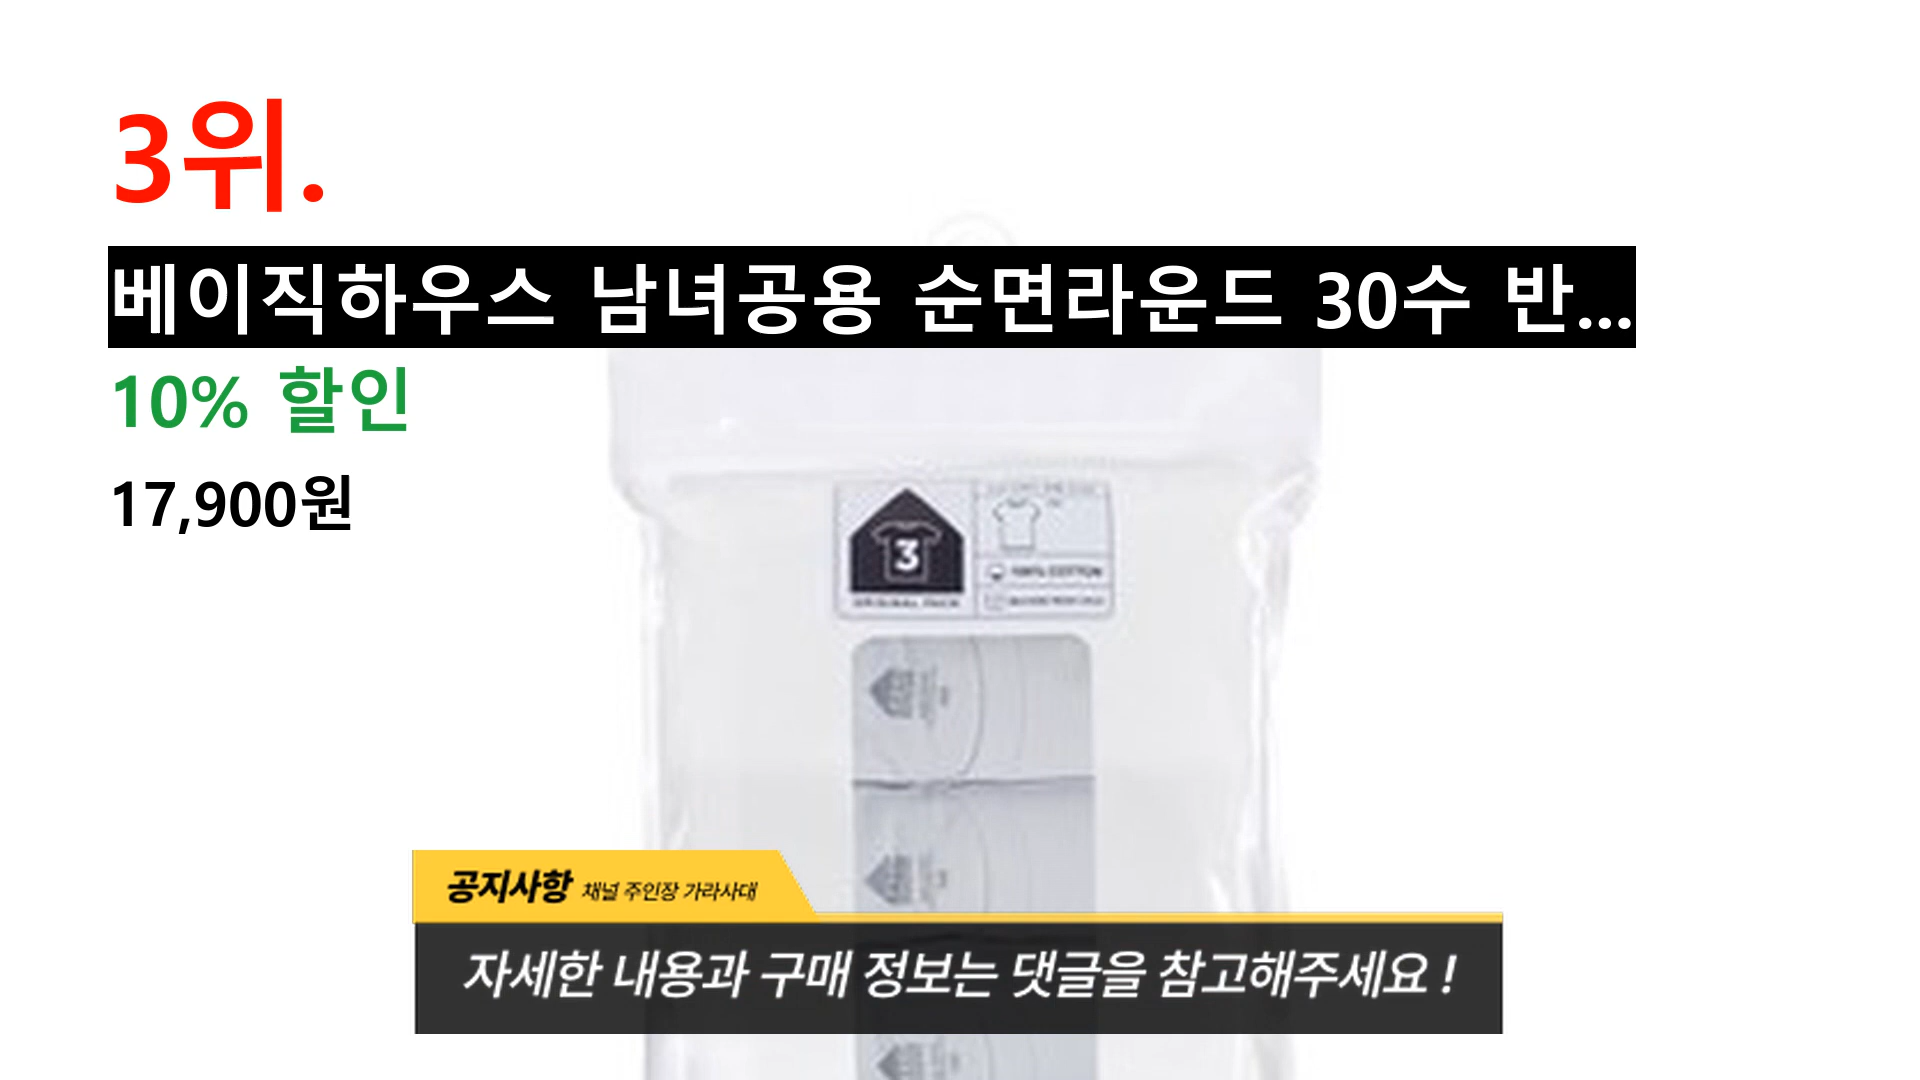 3위.
베이직하우스 남녀공용 순면라운드 30수 반...
10% 할인
17,900원
3
100% COTTON
공지사항 채널 주인장 가라사대
자세한 내용과 구매 정보는 댓글을 참고해주세요 !